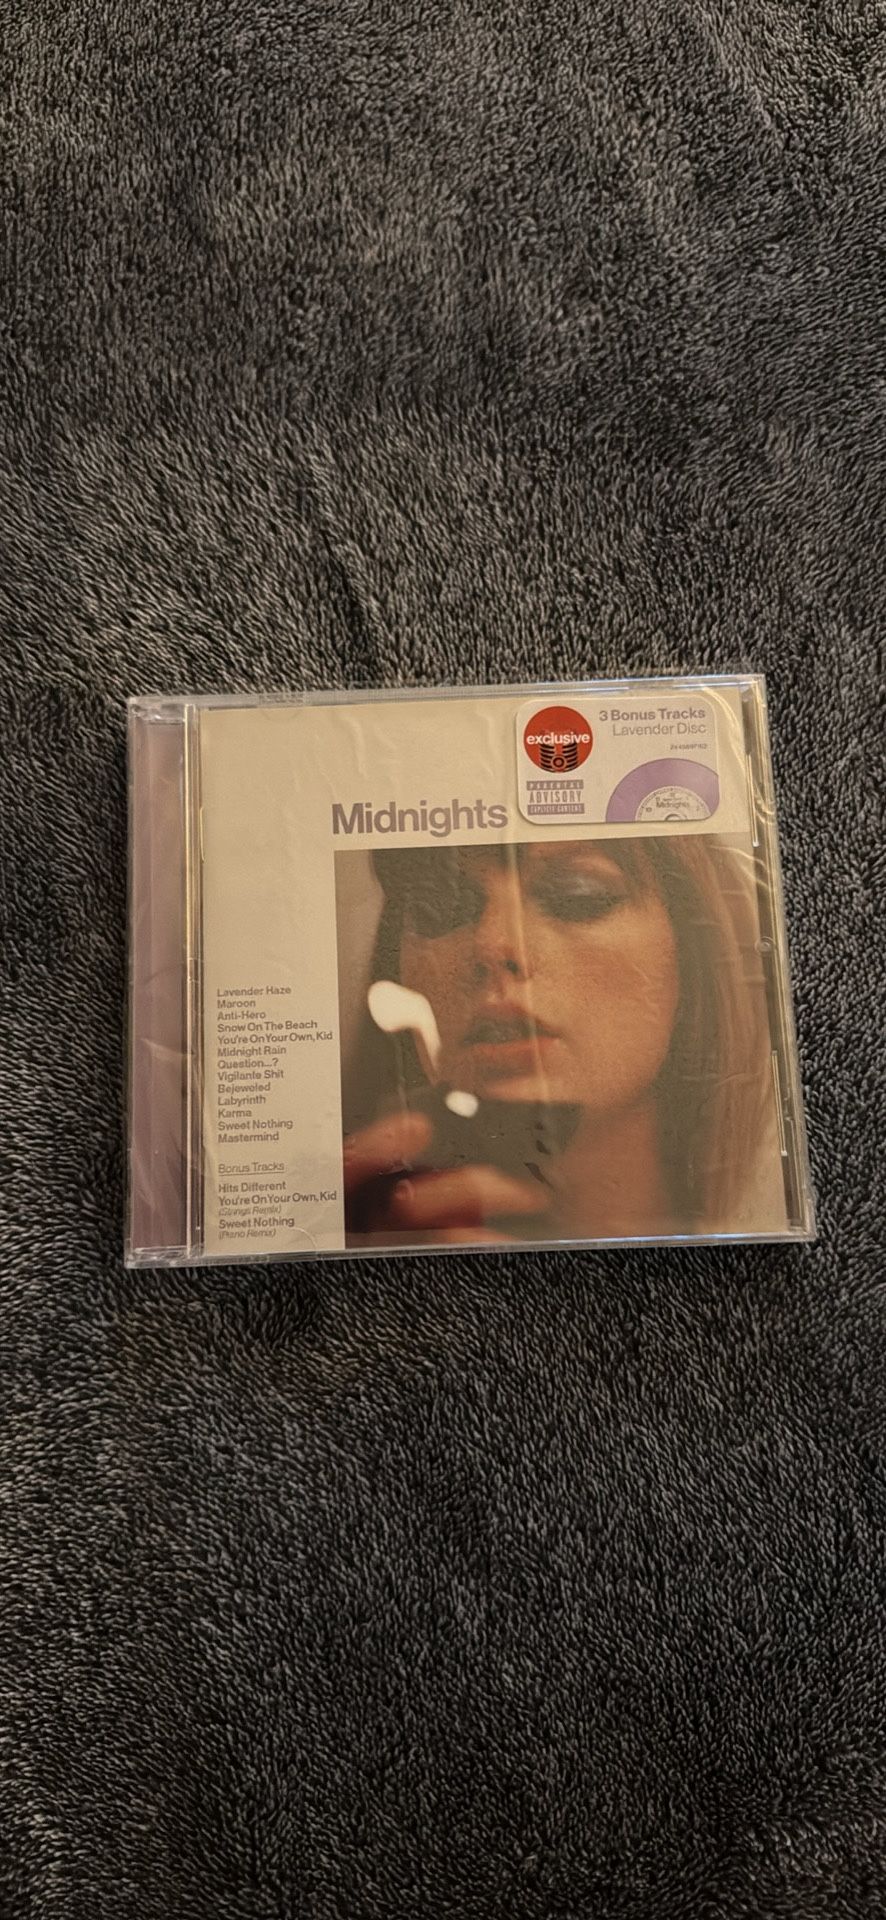 exclusive
3 Bonus Tracks
Lavender Disc
PARENTAL
ADVISORY
EXPLICIT CONTENT
Midnights
Midnights
Lavender Haze
Maroon
Anti-Hero
Snow On The Beach
You're On Your Own, Kid
Midnight Rain
Question...?
Vigilante Shit
Bejeweled
Labyrinth
Karma
Sweet Nothing
Mastermind
Bonus Tracks
Hits Different
You're On Your Own, Kid
(Strings Remix)
Sweet Nothing
(Piano Remix)